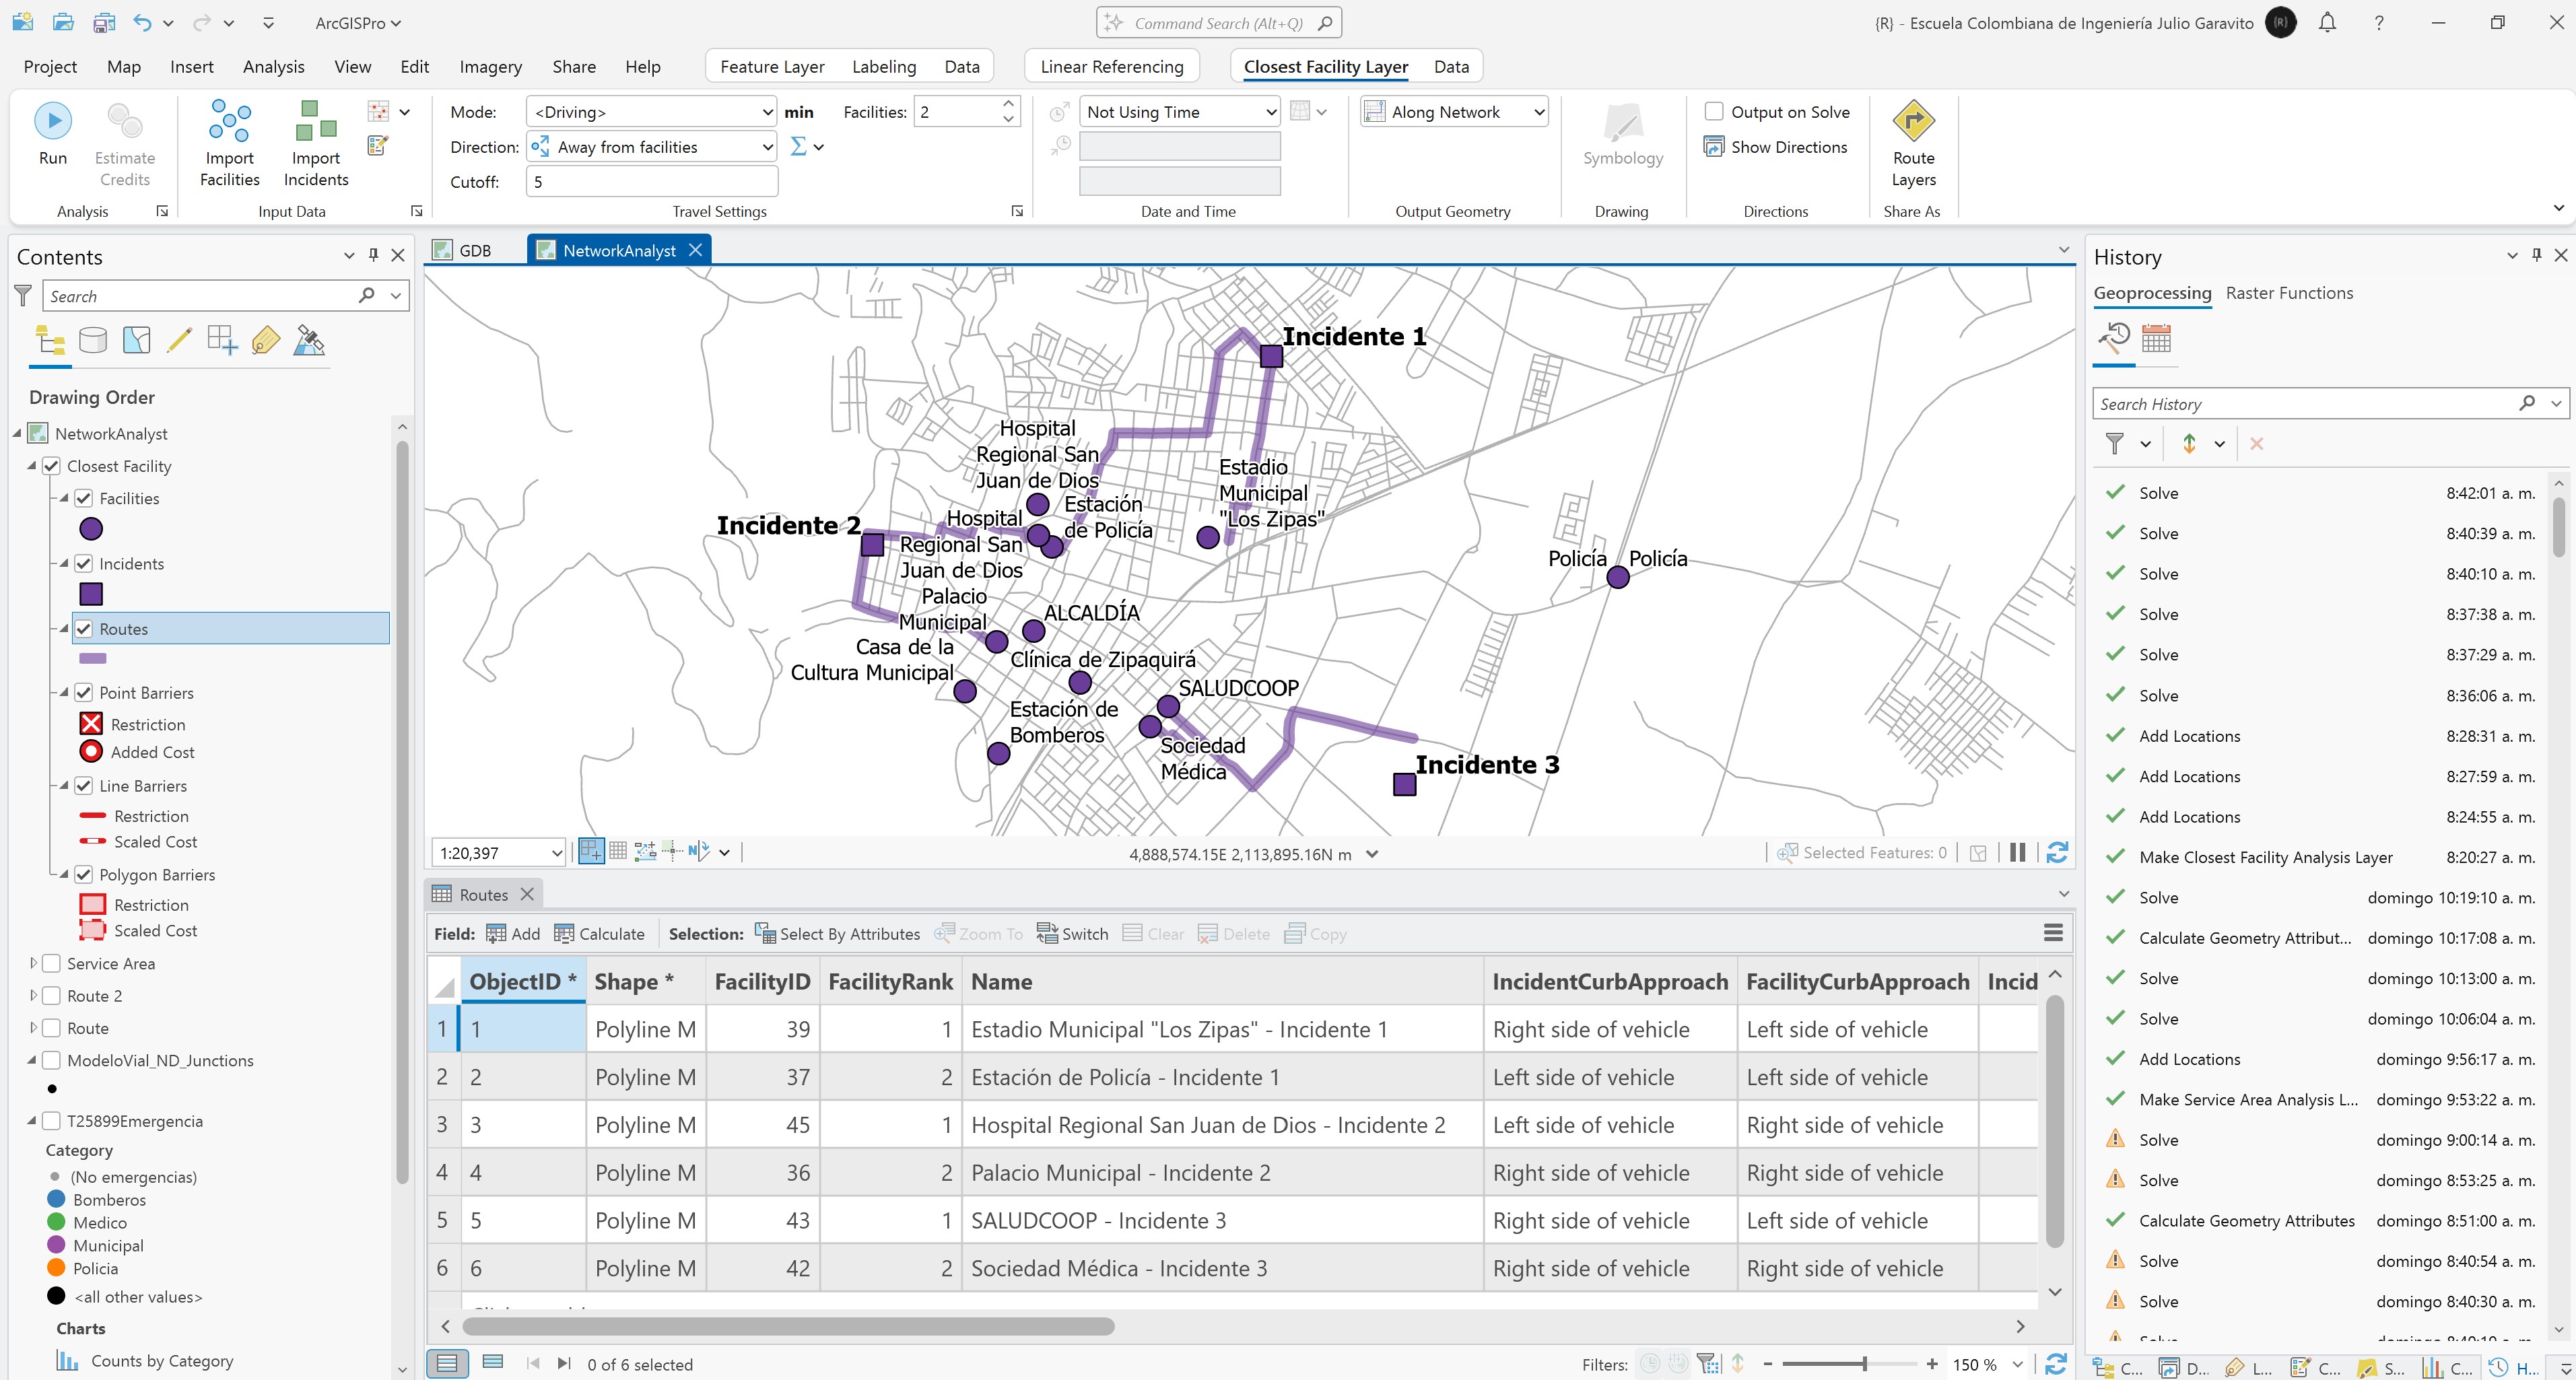 ArcGISPro
Command Search (Alt+Q)
{R} - Escuela Colombiana de Ingeniería Julio Garavito
{R}
Project Map Insert Analysis View Edit Imagery Share Help Feature Layer Labeling Data Linear Referencing Closest Facility Layer Data
Run
Estimate Credits
Analysis
Import Facilities
Import Incidents
Input Data
Mode: <Driving> min Facilities: 2
Direction: Away from facilities
Cutoff: 5
Travel Settings
Not Using Time
Date and Time
Along Network
Output Geometry
Symbology
Drawing
Output on Solve
Show Directions
Directions
Route Layers
Share As
Contents
Search
Drawing Order
NetworkAnalyst
Closest Facility
Facilities
Incidents
Routes
Point Barriers
Restriction
Added Cost
Line Barriers
Restriction
Scaled Cost
Polygon Barriers
Restriction
Scaled Cost
Service Area
Route 2
Route
ModeloVial_ND_Junctions
T25899Emergencia
Category
(No emergencias)
Bomberos
Medico
Municipal
Policia
<all other values>
Charts
Counts by Category
GDB NetworkAnalyst
Incidente 1
Hospital
Regional San
Juan de Dios
Estadio
Municipal
"Los Zipas"
Estación
de Policía
Incidente 2
Hospital
Regional San
Juan de Dios
Policía Policía
Palacio
Municipal
ALCALDÍA
Casa de la
Cultura Municipal
Clínica de Zipaquirá
SALUDCOOP
Estación de
Bomberos
Sociedad
Médica
Incidente 3
1:20,397
4,888,574.15E 2,113,895.16N m
Selected Features: 0
Routes
Field: Add Calculate Selection: Select By Attributes Zoom To Switch Clear Delete Copy
ObjectID * Shape * FacilityID FacilityRank Name IncidentCurbApproach FacilityCurbApproach Incid
1 1 Polyline M 39 1 Estadio Municipal "Los Zipas" - Incidente 1 Right side of vehicle Left side of vehicle
2 2 Polyline M 37 2 Estación de Policía - Incidente 1 Left side of vehicle Left side of vehicle
3 3 Polyline M 45 1 Hospital Regional San Juan de Dios - Incidente 2 Left side of vehicle Right side of vehicle
4 4 Polyline M 36 2 Palacio Municipal - Incidente 2 Right side of vehicle Right side of vehicle
5 5 Polyline M 43 1 SALUDCOOP - Incidente 3 Right side of vehicle Left side of vehicle
6 6 Polyline M 42 2 Sociedad Médica - Incidente 3 Right side of vehicle Right side of vehicle
0 of 6 selected
Filters:
150 %
History
Geoprocessing Raster Functions
Search History
Solve 8:42:01 a. m.
Solve 8:40:39 a. m.
Solve 8:40:10 a. m.
Solve 8:37:38 a. m.
Solve 8:37:29 a. m.
Solve 8:36:06 a. m.
Add Locations 8:28:31 a. m.
Add Locations 8:27:59 a. m.
Add Locations 8:24:55 a. m.
Make Closest Facility Analysis Layer 8:20:27 a. m.
Solve domingo 10:19:10 a. m.
Calculate Geometry Attribut... domingo 10:17:08 a. m.
Solve domingo 10:13:00 a. m.
Solve domingo 10:06:04 a. m.
Add Locations domingo 9:56:17 a. m.
Make Service Area Analysis L... domingo 9:53:22 a. m.
Solve domingo 9:00:14 a. m.
Solve domingo 8:53:25 a. m.
Calculate Geometry Attributes domingo 8:51:00 a. m.
Solve domingo 8:40:54 a. m.
Solve domingo 8:40:30 a. m.
C... D... L... C... S... C... H...